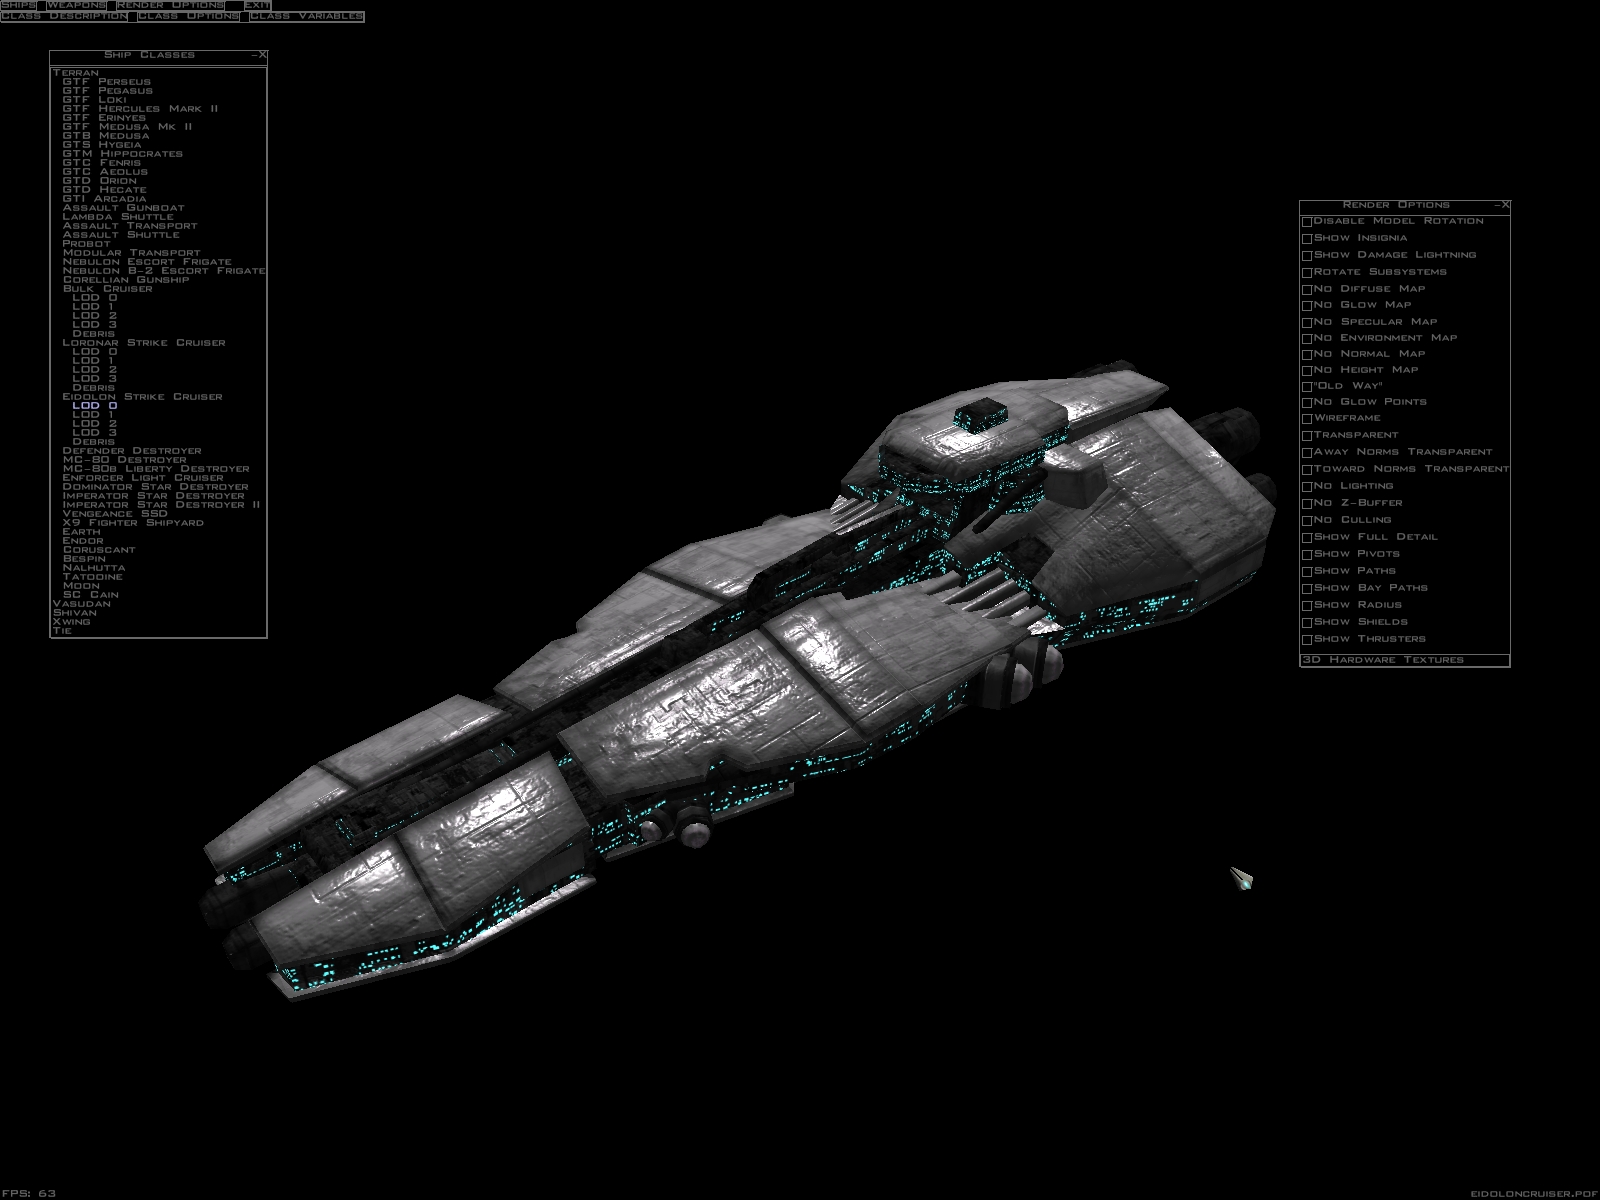 Ships Weapons Render Options Exit
Class Description Class Options Class Variables
Ship Classes -X
Terran
GTF Perseus
GTF Pegasus
GTF Loki
GTF Hercules Mark II
GTF Erinyes
GTF Medusa Mk II
GTB Medusa
GTS Hygeia
GTM Hippocrates
GTC Fenris
GTC Aeolus
GTD Orion
GTD Hecate
GTI Arcadia
Assault Gunboat
Lambda Shuttle
Assault Transport
Assault Shuttle
Probot
Modular Transport
Nebulon Escort Frigate
Nebulon B-2 Escort Frigate
Corellian Gunship
Bulk Cruiser
LOD 0
LOD 1
LOD 2
LOD 3
Debris
Loronar Strike Cruiser
LOD 0
LOD 1
LOD 2
LOD 3
Debris
Eidolon Strike Cruiser
LOD 0
LOD 1
LOD 2
LOD 3
Debris
Defender Destroyer
MC-80 Destroyer
MC-80b Liberty Destroyer
Enforcer Light Cruiser
Dominator Star Destroyer
Imperator Star Destroyer
Imperator Star Destroyer II
Vengeance SSD
X9 Fighter Shipyard
Earth
Endor
Coruscant
Bespin
Nalhutta
Tatooine
Moon
SC Cain
Vasudan
Shivan
Xwing
Tie
Render Options -X
Disable Model Rotation
Show Insignia
Show Damage Lightning
Rotate Subsystems
No Diffuse Map
No Glow Map
No Specular Map
No Environment Map
No Normal Map
No Height Map
"Old Way"
No Glow Points
Wireframe
Transparent
Away Norms Transparent
Toward Norms Transparent
No Lighting
No Z-Buffer
No Culling
Show Full Detail
Show Pivots
Show Paths
Show Bay Paths
Show Radius
Show Shields
Show Thrusters
3D Hardware Textures
FPS: 63
eidoloncruiser.pof